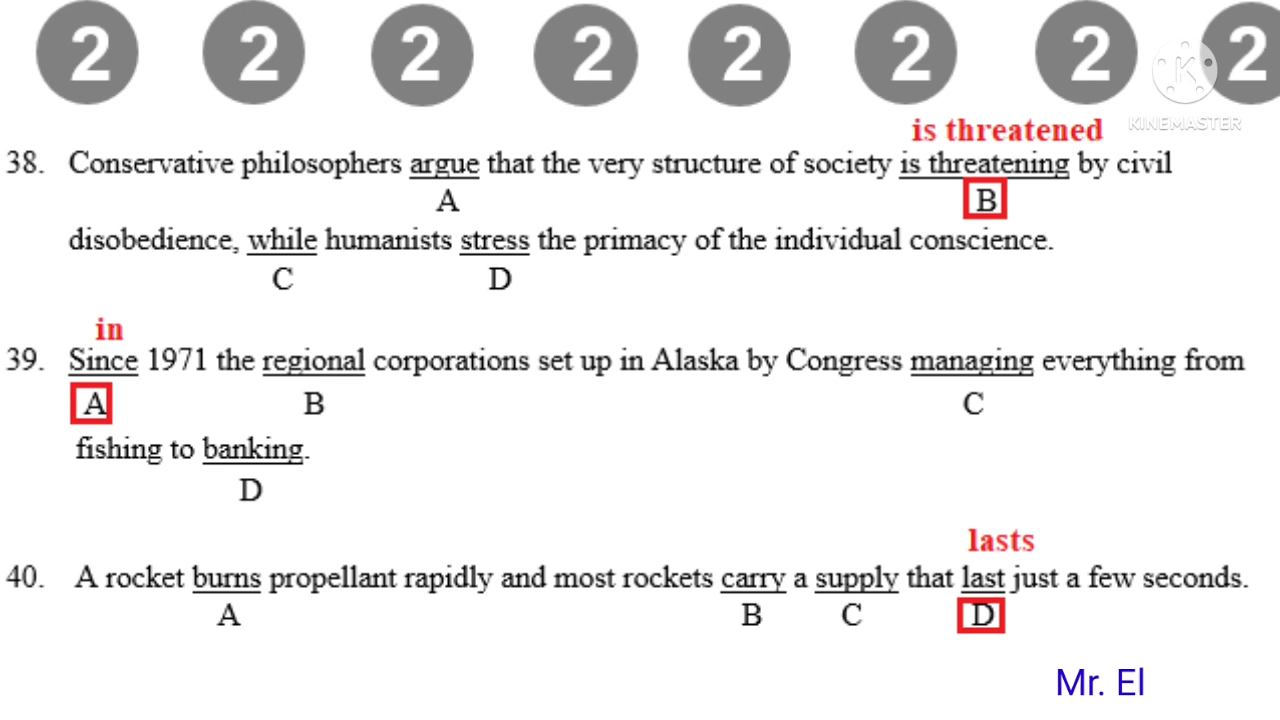 2 2 2 2 2 2 2 2
K
KINEMASTER
is threatened
38. Conservative philosophers argue that the very structure of society is threatening by civil
A B
disobedience, while humanists stress the primacy of the individual conscience.
C D
in
39. Since 1971 the regional corporations set up in Alaska by Congress managing everything from
A B C
fishing to banking.
D
lasts
40. A rocket burns propellant rapidly and most rockets carry a supply that last just a few seconds.
A B C D
Mr. El